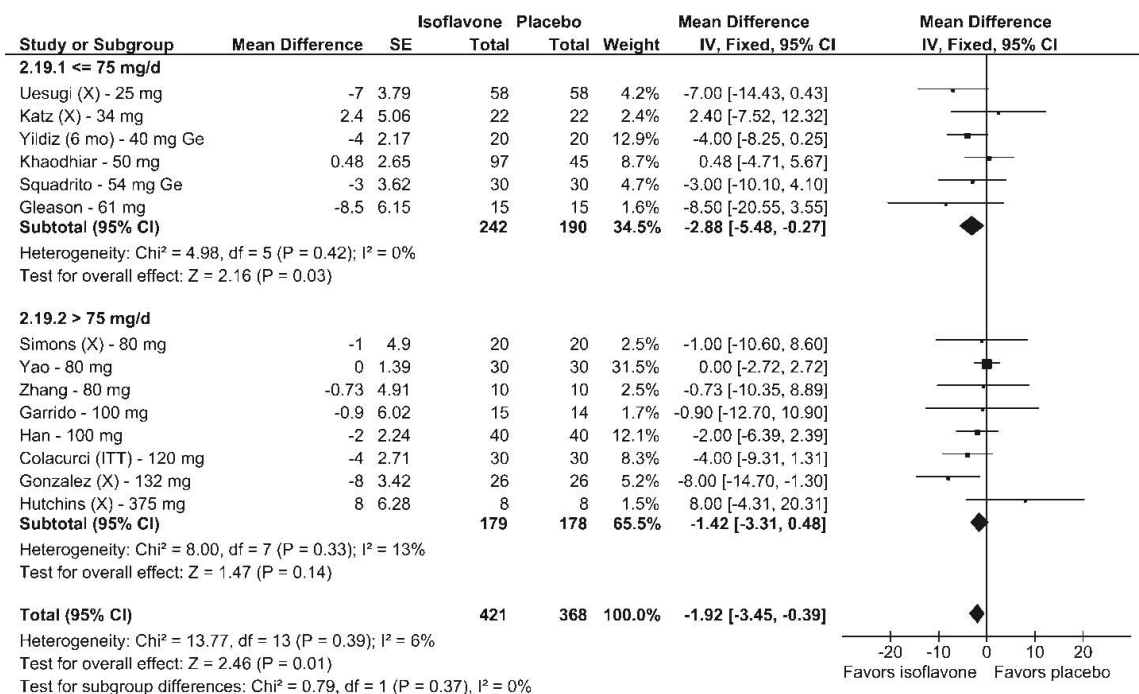 Isoflavone Placebo Mean Difference Mean Difference
Study or Subgroup Mean Difference SE Total Total Weight IV, Fixed, 95% CI IV, Fixed, 95% CI
2.19.1 <= 75 mg/d
Uesugi (X) - 25 mg -7 3.79 58 58 4.2% -7.00 [-14.43, 0.43]
Katz (X) - 34 mg 2.4 5.06 22 22 2.4% 2.40 [-7.52, 12.32]
Yildiz (6 mo) - 40 mg Ge -4 2.17 20 20 12.9% -4.00 [-8.25, 0.25]
Khaodhiar - 50 mg 0.48 2.65 97 45 8.7% 0.48 [-4.71, 5.67]
Squadrito - 54 mg Ge -3 3.62 30 30 4.7% -3.00 [-10.10, 4.10]
Gleason - 61 mg -8.5 6.15 15 15 1.6% -8.50 [-20.55, 3.55]
Subtotal (95% CI) 242 190 34.5% -2.88 [-5.48, -0.27]
Heterogeneity: Chi² = 4.98, df = 5 (P = 0.42); I² = 0%
Test for overall effect: Z = 2.16 (P = 0.03)
2.19.2 > 75 mg/d
Simons (X) - 80 mg -1 4.9 20 20 2.5% -1.00 [-10.60, 8.60]
Yao - 80 mg 0 1.39 30 30 31.5% 0.00 [-2.72, 2.72]
Zhang - 80 mg -0.73 4.91 10 10 2.5% -0.73 [-10.35, 8.89]
Garrido - 100 mg -0.9 6.02 15 14 1.7% -0.90 [-12.70, 10.90]
Han - 100 mg -2 2.24 40 40 12.1% -2.00 [-6.39, 2.39]
Colacurci (ITT) - 120 mg -4 2.71 30 30 8.3% -4.00 [-9.31, 1.31]
Gonzalez (X) - 132 mg -8 3.42 26 26 5.2% -8.00 [-14.70, -1.30]
Hutchins (X) - 375 mg 8 6.28 8 8 1.5% 8.00 [-4.31, 20.31]
Subtotal (95% CI) 179 178 65.5% -1.42 [-3.31, 0.48]
Heterogeneity: Chi² = 8.00, df = 7 (P = 0.33); I² = 13%
Test for overall effect: Z = 1.47 (P = 0.14)
Total (95% CI) 421 368 100.0% -1.92 [-3.45, -0.39]
Heterogeneity: Chi² = 13.77, df = 13 (P = 0.39); I² = 6%
Test for overall effect: Z = 2.46 (P = 0.01)
Test for subgroup differences: Chi² = 0.79, df = 1 (P = 0.37), I² = 0%
-20 -10 0 10 20
Favors isoflavone Favors placebo